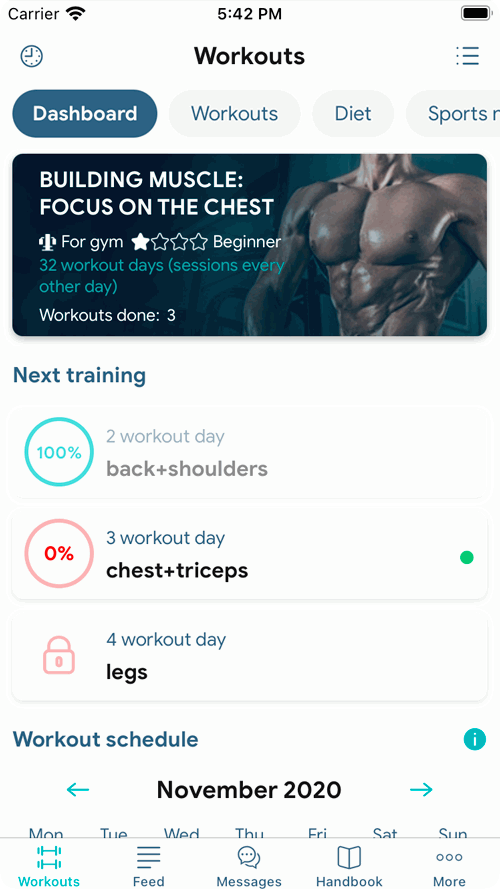 Carrier 5:42 PM
Workouts
Dashboard Workouts Diet Sports n
BUILDING MUSCLE:
FOCUS ON THE CHEST
For gym Beginner
32 workout days (sessions every
other day)
Workouts done: 3
Next training
100%
2 workout day
back+shoulders
0%
3 workout day
chest+triceps
0
4 workout day
legs
Workout schedule
i
November 2020
Mon Tue Wed Thu Fri Sat Sun
Workouts Feed Messages Handbook More